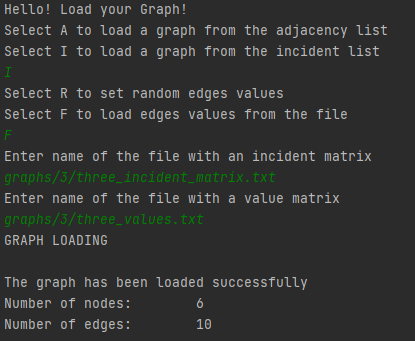 Hello! Load your Graph!
Select A to load a graph from the adjacency list
Select I to load a graph from the incident list
I
Select R to set random edges values
Select F to load edges values from the file
F
Enter name of the file with an incident matrix
graphs/3/three_incident_matrix.txt
Enter name of the file with a value matrix
graphs/3/three_values.txt
GRAPH LOADING
The graph has been loaded successfully
Number of nodes: 6
Number of edges: 10